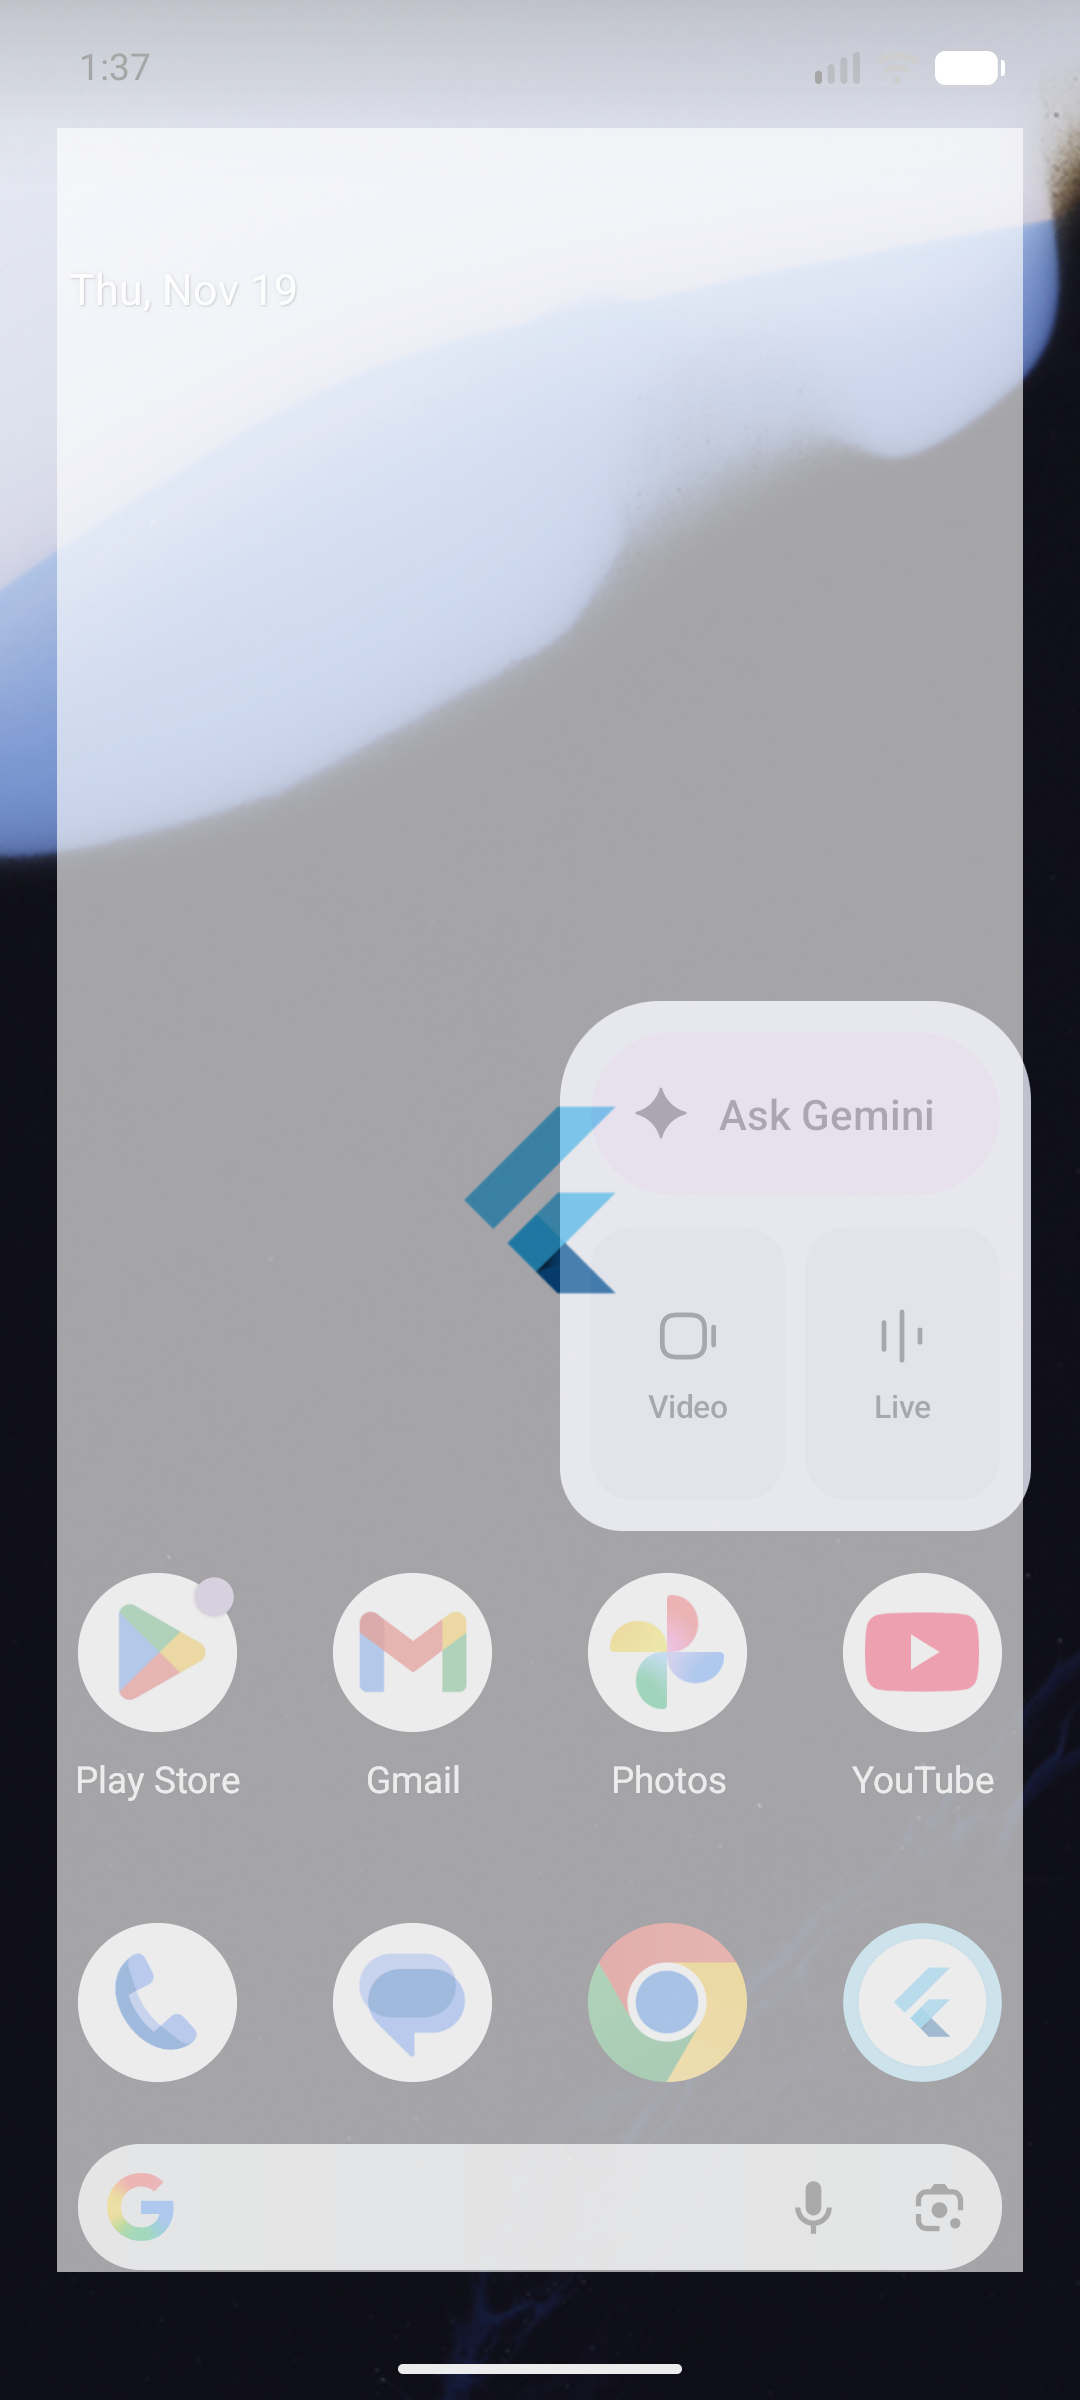 1:37
Thu, Nov 19
Ask Gemini
Video
Live
Play Store
Gmail
Photos
YouTube